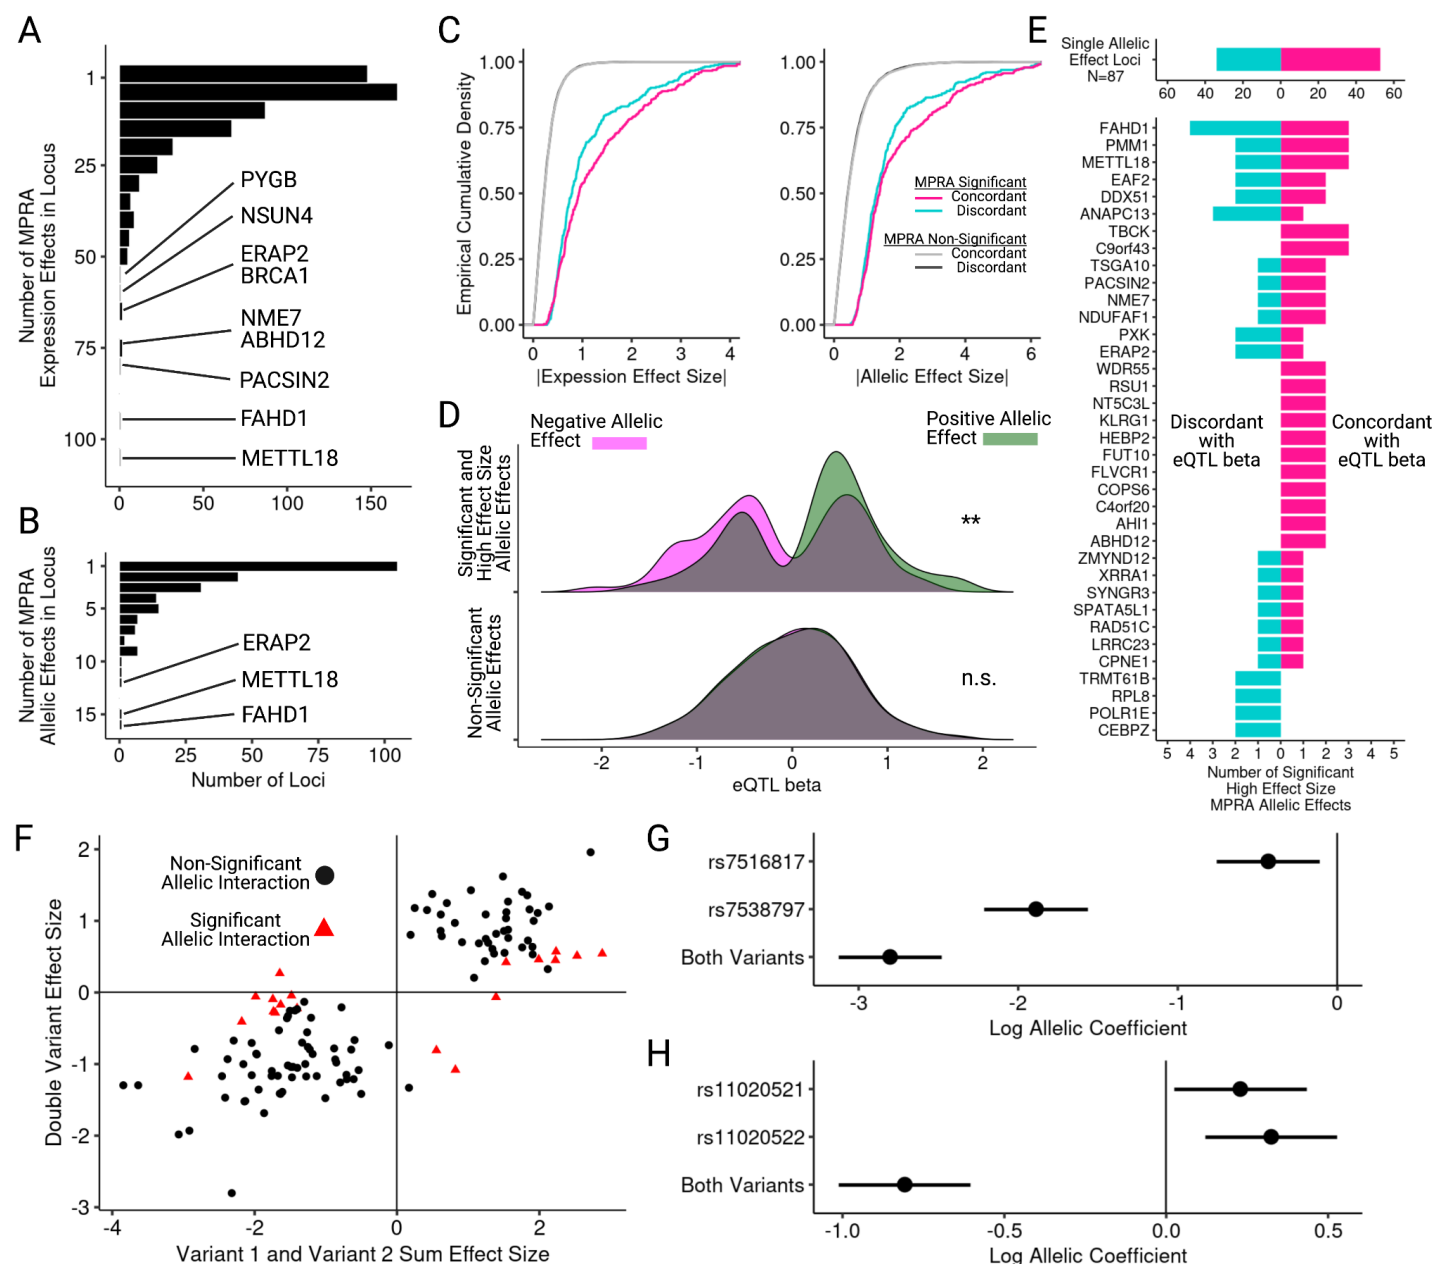 A
Number of MPRA
Expression Effects in Locus
1
25
50
75
100
PYGB
NSUN4
ERAP2
BRCA1
NME7
ABHD12
PACSIN2
FAHD1
METTL18
0
50
100
150
B
Number of MPRA
Allelic Effects in Locus
1
5
10
15
ERAP2
METTL18
FAHD1
0
25
50
75
100
Number of Loci
C
Empirical Cumulative Density
1.00
0.75
0.50
0.25
0.00
0
1
2
3
4
|Expession Effect Size|
1.00
0.75
0.50
0.25
0.00
MPRA Significant
Concordant
Discordant
MPRA Non-Significant
Concordant
Discordant
0
2
4
6
|Allelic Effect Size|
D
Negative Allelic
Effect
Positive Allelic
Effect
Significant and
High Effect Size
Allelic Effects
**
Non-Significant
Allelic Effects
n.s.
-2
-1
0
1
2
eQTL beta
E
Single Allelic
Effect Loci
N=87
60
40
20
0
20
40
60
FAHD1
PMM1
METTL18
EAF2
DDX51
ANAPC13
TBCK
C9orf43
TSGA10
PACSIN2
NME7
NDUFAF1
PXK
ERAP2
WDR55
RSU1
NT5C3L
KLRG1
HEBP2
FUT10
FLVCR1
COPS6
C4orf20
AHI1
ABHD12
ZMYND12
XRRA1
SYNGR3
SPATA5L1
RAD51C
LRRC23
CPNE1
TRMT61B
RPL8
POLR1E
CEBPZ
Discordant
with
eQTL beta
Concordant
with
eQTL beta
5
4
3
2
1
0
1
2
3
4
5
Number of Significant
High Effect Size
MPRA Allelic Effects
F
Double Variant Effect Size
2
1
0
-1
-2
-3
Non-Significant
Allelic Interaction
Significant
Allelic Interaction
-4
-2
0
2
Variant 1 and Variant 2 Sum Effect Size
G
rs7516817
rs7538797
Both Variants
-3
-2
-1
0
Log Allelic Coefficient
H
rs11020521
rs11020522
Both Variants
-1.0
-0.5
0.0
0.5
Log Allelic Coefficient